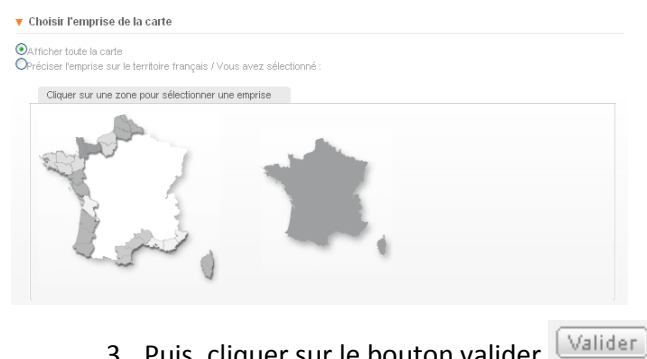 Choisir l'emprise de la carte
Afficher toute la carte
Préciser l'emprise sur le territoire français / Vous avez sélectionné :
Cliquer sur une zone pour sélectionner une emprise
3. Puis, cliquer sur le bouton valider Valider